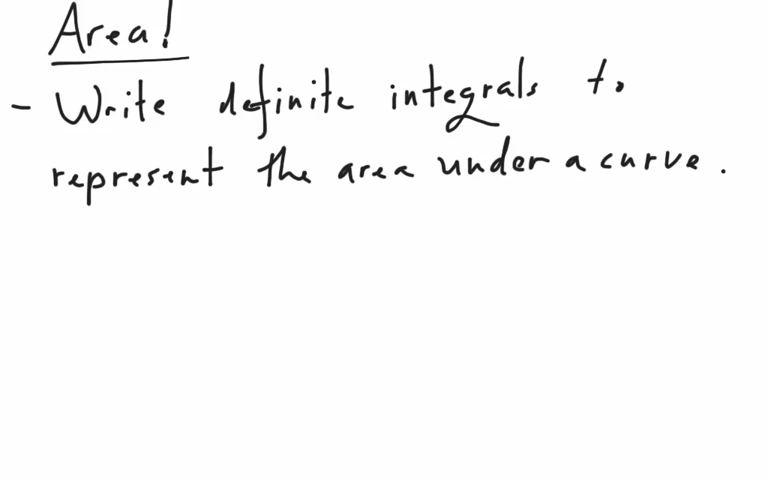 Area!
- Write definite integrals to
represent the area under a curve.